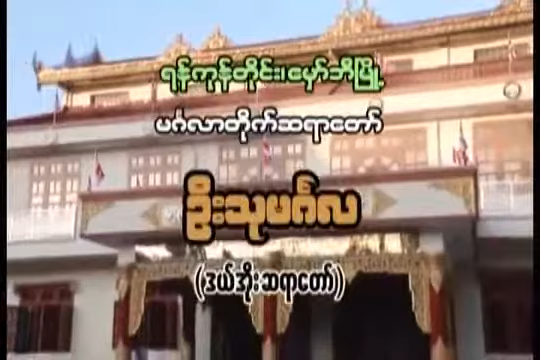 ရန်ကုန်တိုင်း၊မှော်ဘီမြို့
မင်္ဂလာတိုက်ဆရာတော်
ဦးသုမင်္ဂလ
(ဒယ်အိုးဆရာတော်)